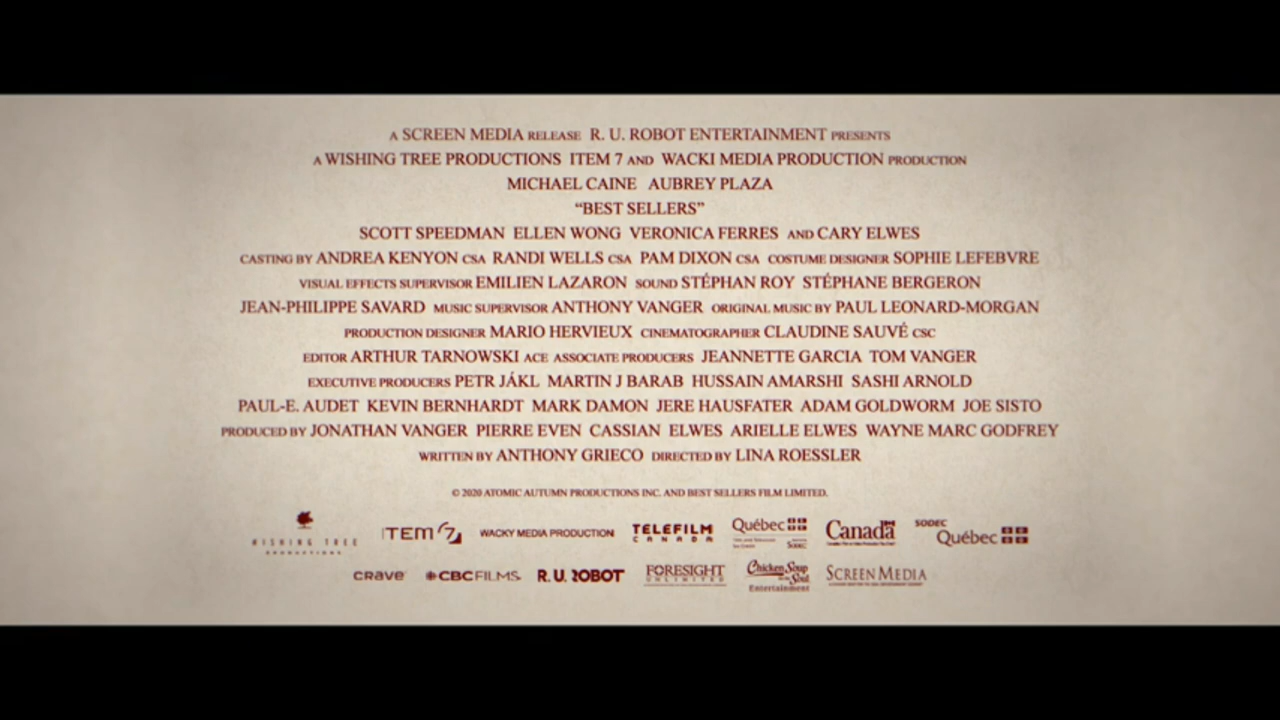 A SCREEN MEDIA RELEASE R. U. ROBOT ENTERTAINMENT PRESENTS
A WISHING TREE PRODUCTIONS ITEM 7 AND WACKI MEDIA PRODUCTION PRODUCTION
MICHAEL CAINE AUBREY PLAZA
“BEST SELLERS”
SCOTT SPEEDMAN ELLEN WONG VERONICA FERRES AND CARY ELWES
CASTING BY ANDREA KENYON CSA RANDI WELLS CSA PAM DIXON CSA COSTUME DESIGNER SOPHIE LEFEBVRE
VISUAL EFFECTS SUPERVISOR EMILIEN LAZARON SOUND STÉPHAN ROY STÉPHANE BERGERON
JEAN-PHILIPPE SAVARD MUSIC SUPERVISOR ANTHONY VANGER ORIGINAL MUSIC BY PAUL LEONARD-MORGAN
PRODUCTION DESIGNER MARIO HERVIEUX CINEMATOGRAPHER CLAUDINE SAUVÉ CSC
EDITOR ARTHUR TARNOWSKI ACE ASSOCIATE PRODUCERS JEANNETTE GARCIA TOM VANGER
EXECUTIVE PRODUCERS PETR JÁKL MARTIN J BARAB HUSSAIN AMARSHI SASHI ARNOLD
PAUL-E. AUDET KEVIN BERNHARDT MARK DAMON JERE HAUSFATER ADAM GOLDWORM JOE SISTO
PRODUCED BY JONATHAN VANGER PIERRE EVEN CASSIAN ELWES ARIELLE ELWES WAYNE MARC GODFREY
WRITTEN BY ANTHONY GRIECO DIRECTED BY LINA ROESSLER
© 2020 ATOMIC AUTUMN PRODUCTIONS INC. AND BEST SELLERS FILM LIMITED.
WISHING TREE PRODUCTIONS ITEM 7 WACKY MEDIA PRODUCTION TELEFILM CANADA Québec SODEC Canada SODEC Québec
CRAVE CBC FILMS R. U. ROBOT FORESIGHT UNLIMITED Chicken Soup for the Soul Entertainment SCREEN MEDIA